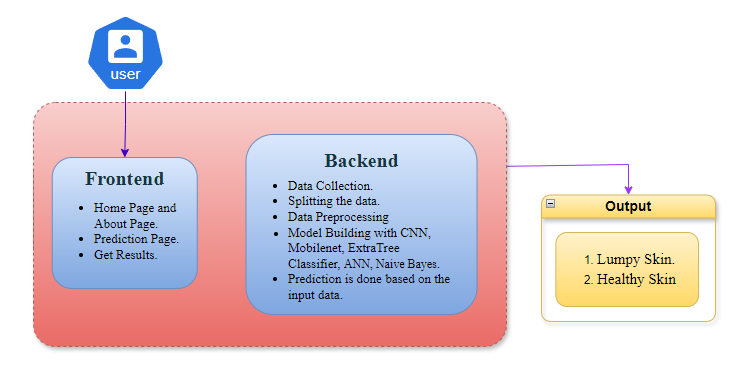 user
Frontend
• Home Page and
About Page.
• Prediction Page.
• Get Results.
Backend
• Data Collection.
• Splitting the data.
• Data Preprocessing
• Model Building with CNN,
Mobilenet, ExtraTree
Classifier, ANN, Naive Bayes.
• Prediction is done based on the
input data.
Output
1. Lumpy Skin.
2. Healthy Skin